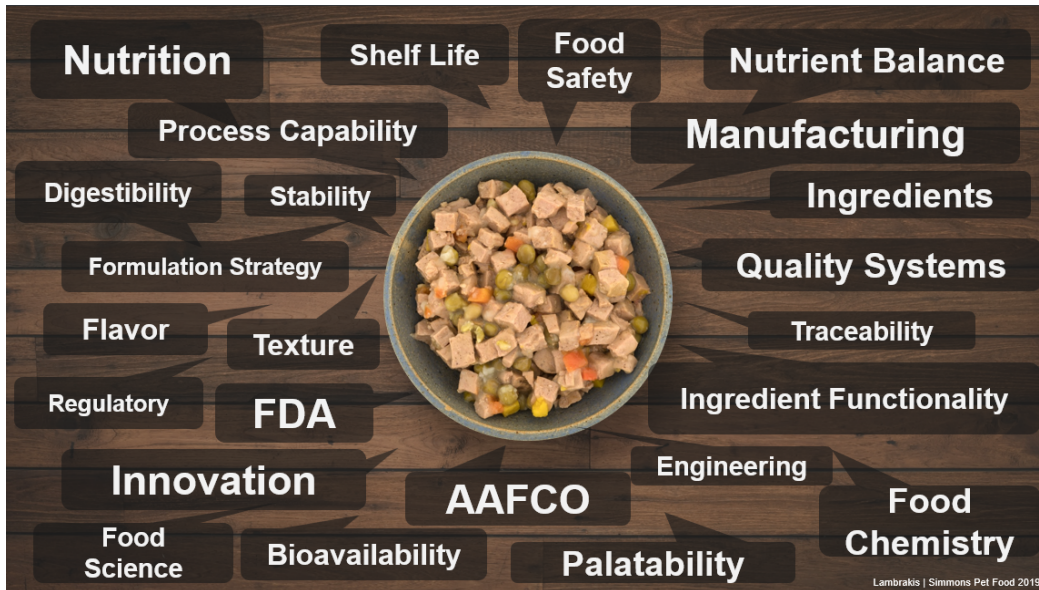 Nutrition
Shelf Life
Food
Safety
Nutrient Balance
Process Capability
Manufacturing
Digestibility
Stability
Ingredients
Formulation Strategy
Quality Systems
Flavor
Texture
Traceability
Regulatory
FDA
Ingredient Functionality
Innovation
AAFCO
Engineering
Food
Chemistry
Food
Science
Bioavailability
Palatability
Lambrakis | Simmons Pet Food 2019